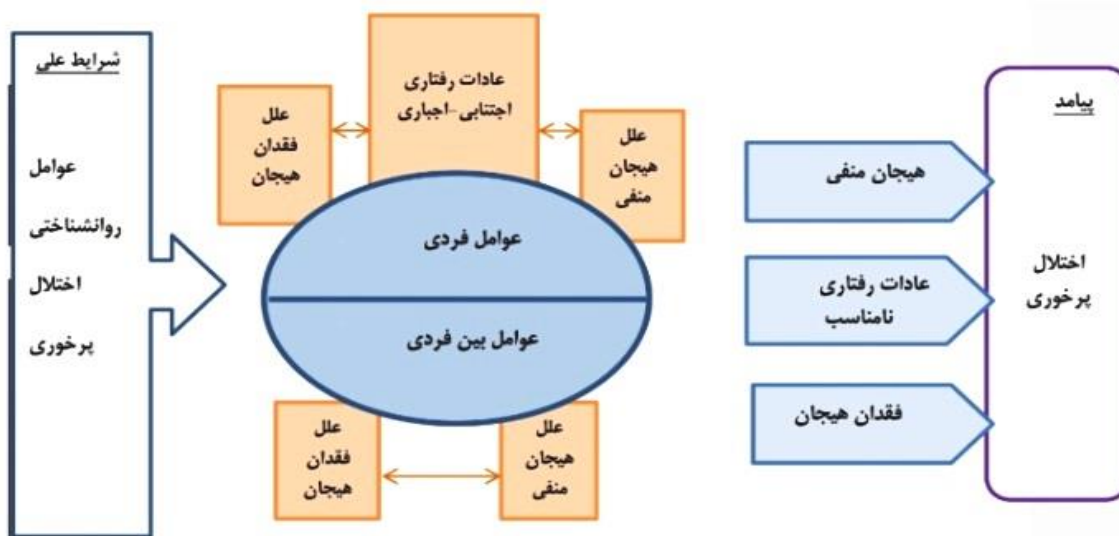 شرایط علی
عوامل
روانشناختی
اختلال
پرخوری
علل
فقدان
هیجان
عادات رفتاری
اجتنابی-اجباری
علل
هیجان
منفی
عوامل فردی
عوامل بین فردی
علل
فقدان
هیجان
علل
هیجان
منفی
هیجان منفی
عادات رفتاری
نامناسب
فقدان هیجان
پیامد
اختلال
پرخوری